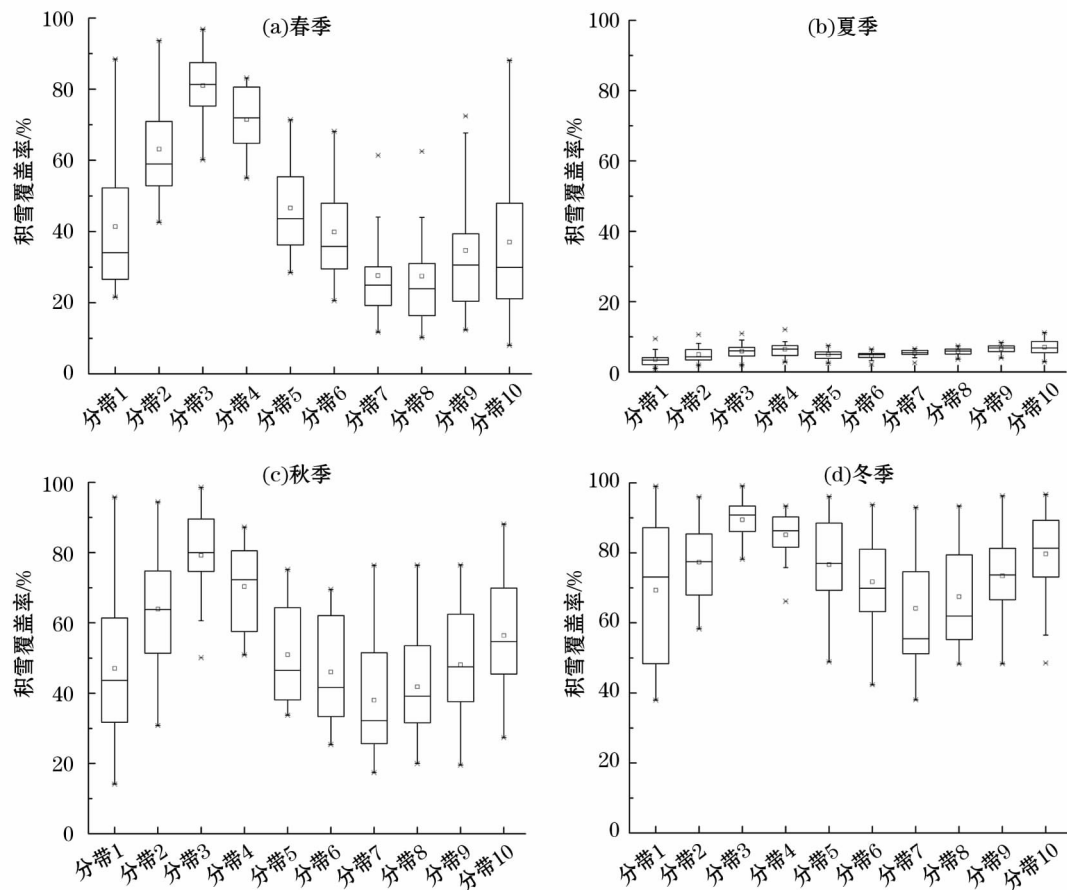 (a)春季
积雪覆盖率/%
100
80
60
40
20
0
分带1
分带2
分带3
分带4
分带5
分带6
分带7
分带8
分带9
分带10
(b)夏季
积雪覆盖率/%
100
80
60
40
20
0
分带1
分带2
分带3
分带4
分带5
分带6
分带7
分带8
分带9
分带10
(c)秋季
积雪覆盖率/%
100
80
60
40
20
0
分带1
分带2
分带3
分带4
分带5
分带6
分带7
分带8
分带9
分带10
(d)冬季
积雪覆盖率/%
100
80
60
40
20
0
分带1
分带2
分带3
分带4
分带5
分带6
分带7
分带8
分带9
分带10